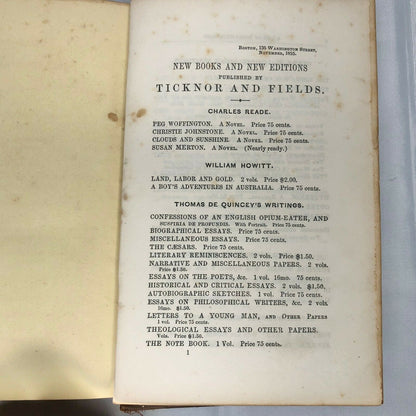 Boston, 135 Washington Street,
November, 1855.
NEW BOOKS AND NEW EDITIONS
PUBLISHED BY
TICKNOR AND FIELDS.
CHARLES READE.
PEG WOFFINGTON. A Novel. Price 75 cents.
CHRISTIE JOHNSTONE. A Novel. Price 75 cents.
CLOUDS AND SUNSHINE. A Novel. Price 75 cents.
SUSAN MERTON. A Novel. (Nearly ready.)
WILLIAM HOWITT.
LAND, LABOR AND GOLD. 2 vols. Price $2.00.
A BOY'S ADVENTURES IN AUSTRALIA. Price 75 cents.
THOMAS DE QUINCEY'S WRITINGS.
CONFESSIONS OF AN ENGLISH OPIUM-EATER, AND
SUSPIRIA DE PROFUNDIS. With Portrait. Price 75 cents.
BIOGRAPHICAL ESSAYS. Price 75 cents.
MISCELLANEOUS ESSAYS. Price 75 cents.
THE CÆSARS. Price 75 cents.
LITERARY REMINISCENCES. 2 vols. Price $1.50.
NARRATIVE AND MISCELLANEOUS PAPERS. 2 vols.
Price $1.50.
ESSAYS ON THE POETS, &c. 1 vol. 16mo. 75 cents.
HISTORICAL AND CRITICAL ESSAYS. 2 vols. $1.50.
AUTOBIOGRAPHIC SKETCHES. 1 vol. Price 75 cents.
ESSAYS ON PHILOSOPHICAL WRITERS, &c. 2 vols.
16mo. $1.50.
LETTERS TO A YOUNG MAN, and Other Papers
1 vol. Price 75 cents.
THEOLOGICAL ESSAYS AND OTHER PAPERS.
Vols. Price $1.50.
THE NOTE BOOK. 1 Vol. Price 75 cents.
1